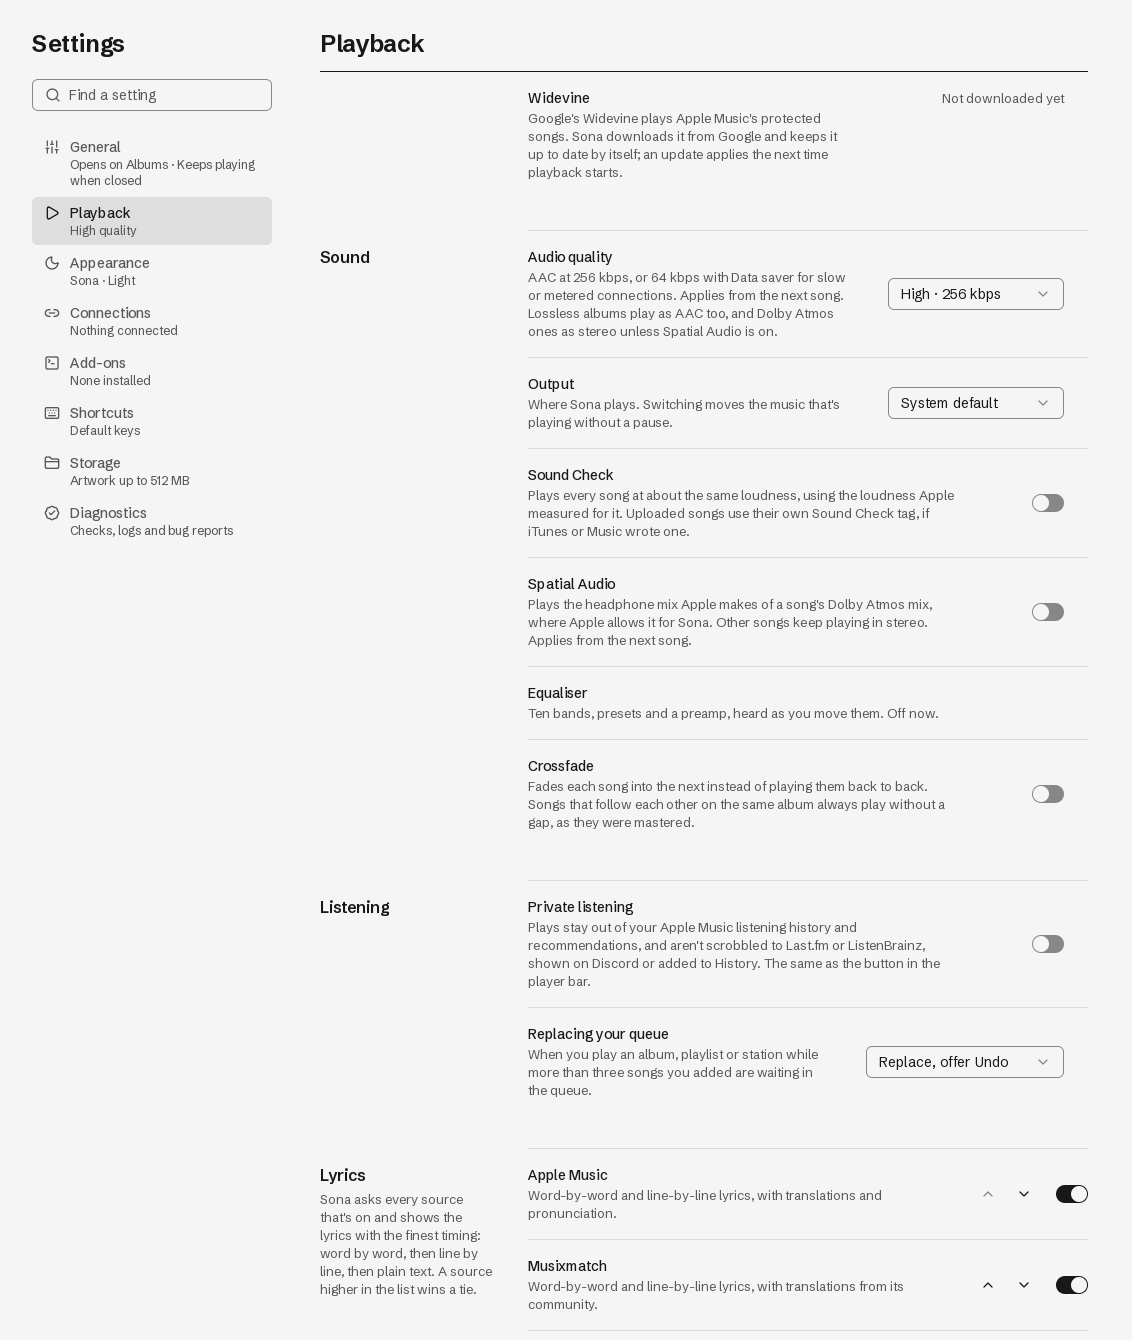 Settings
Find a setting
General
Opens on Albums · Keeps playing
when closed
Playback
High quality
Appearance
Sona · Light
Connections
Nothing connected
Add-ons
None installed
Shortcuts
Default keys
Storage
Artwork up to 512 MB
Diagnostics
Checks, logs and bug reports
Playback
Widevine
Not downloaded yet
Google's Widevine plays Apple Music's protected
songs. Sona downloads it from Google and keeps it
up to date by itself; an update applies the next time
playback starts.
Sound
Audio quality
AAC at 256 kbps, or 64 kbps with Data saver for slow
or metered connections. Applies from the next song.
Lossless albums play as AAC too, and Dolby Atmos
ones as stereo unless Spatial Audio is on.
High · 256 kbps
Output
Where Sona plays. Switching moves the music that's
playing without a pause.
System default
Sound Check
Plays every song at about the same loudness, using the loudness Apple
measured for it. Uploaded songs use their own Sound Check tag, if
iTunes or Music wrote one.
Spatial Audio
Plays the headphone mix Apple makes of a song's Dolby Atmos mix,
where Apple allows it for Sona. Other songs keep playing in stereo.
Applies from the next song.
Equaliser
Ten bands, presets and a preamp, heard as you move them. Off now.
Crossfade
Fades each song into the next instead of playing them back to back.
Songs that follow each other on the same album always play without a
gap, as they were mastered.
Listening
Private listening
Plays stay out of your Apple Music listening history and
recommendations, and aren't scrobbled to Last.fm or ListenBrainz,
shown on Discord or added to History. The same as the button in the
player bar.
Replacing your queue
When you play an album, playlist or station while
more than three songs you added are waiting in
the queue.
Replace, offer Undo
Lyrics
Sona asks every source
that's on and shows the
lyrics with the finest timing:
word by word, then line by
line, then plain text. A source
higher in the list wins a tie.
Apple Music
Word-by-word and line-by-line lyrics, with translations and
pronunciation.
Musixmatch
Word-by-word and line-by-line lyrics, with translations from its
community.